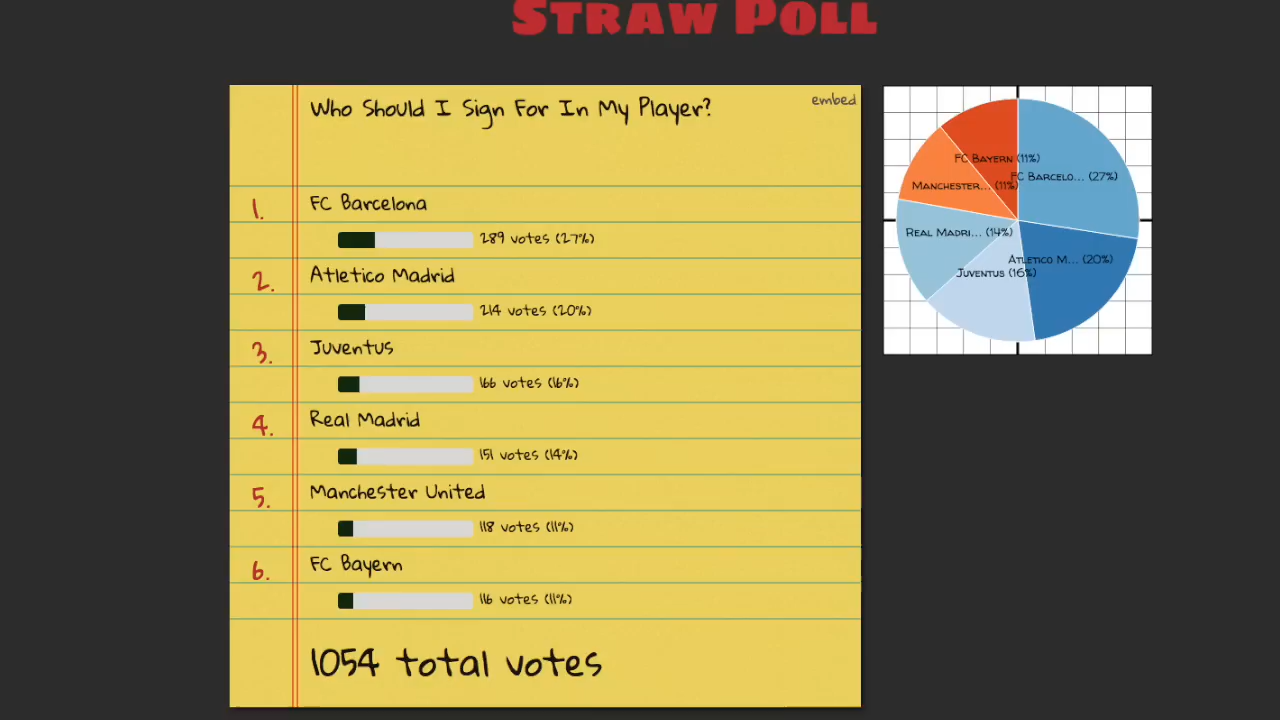 Straw Poll
Who Should I Sign For In My Player?
embed
1.
FC Barcelona
289 votes (27%)
2.
Atletico Madrid
214 votes (20%)
3.
Juventus
166 votes (16%)
4.
Real Madrid
151 votes (14%)
5.
Manchester United
118 votes (11%)
6.
FC Bayern
116 votes (11%)
1054 total votes
FC Bayern (11%)
FC Barcelo... (27%)
Manchester... (11%)
Real Madri... (14%)
Atletico M... (20%)
Juventus (16%)